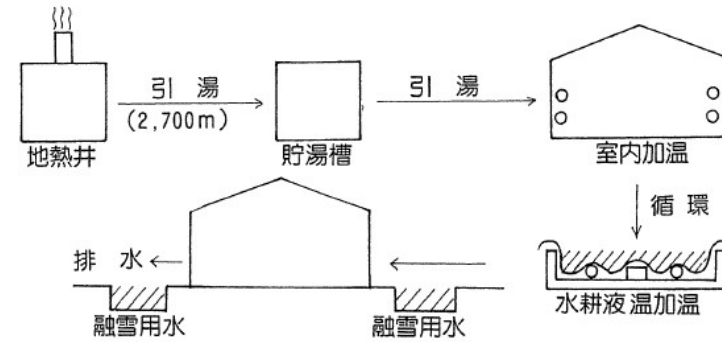 引湯
(2,700m)
引湯
地熱井
貯湯槽
室内加温
循環
排水
水耕液温加温
融雪用水
融雪用水